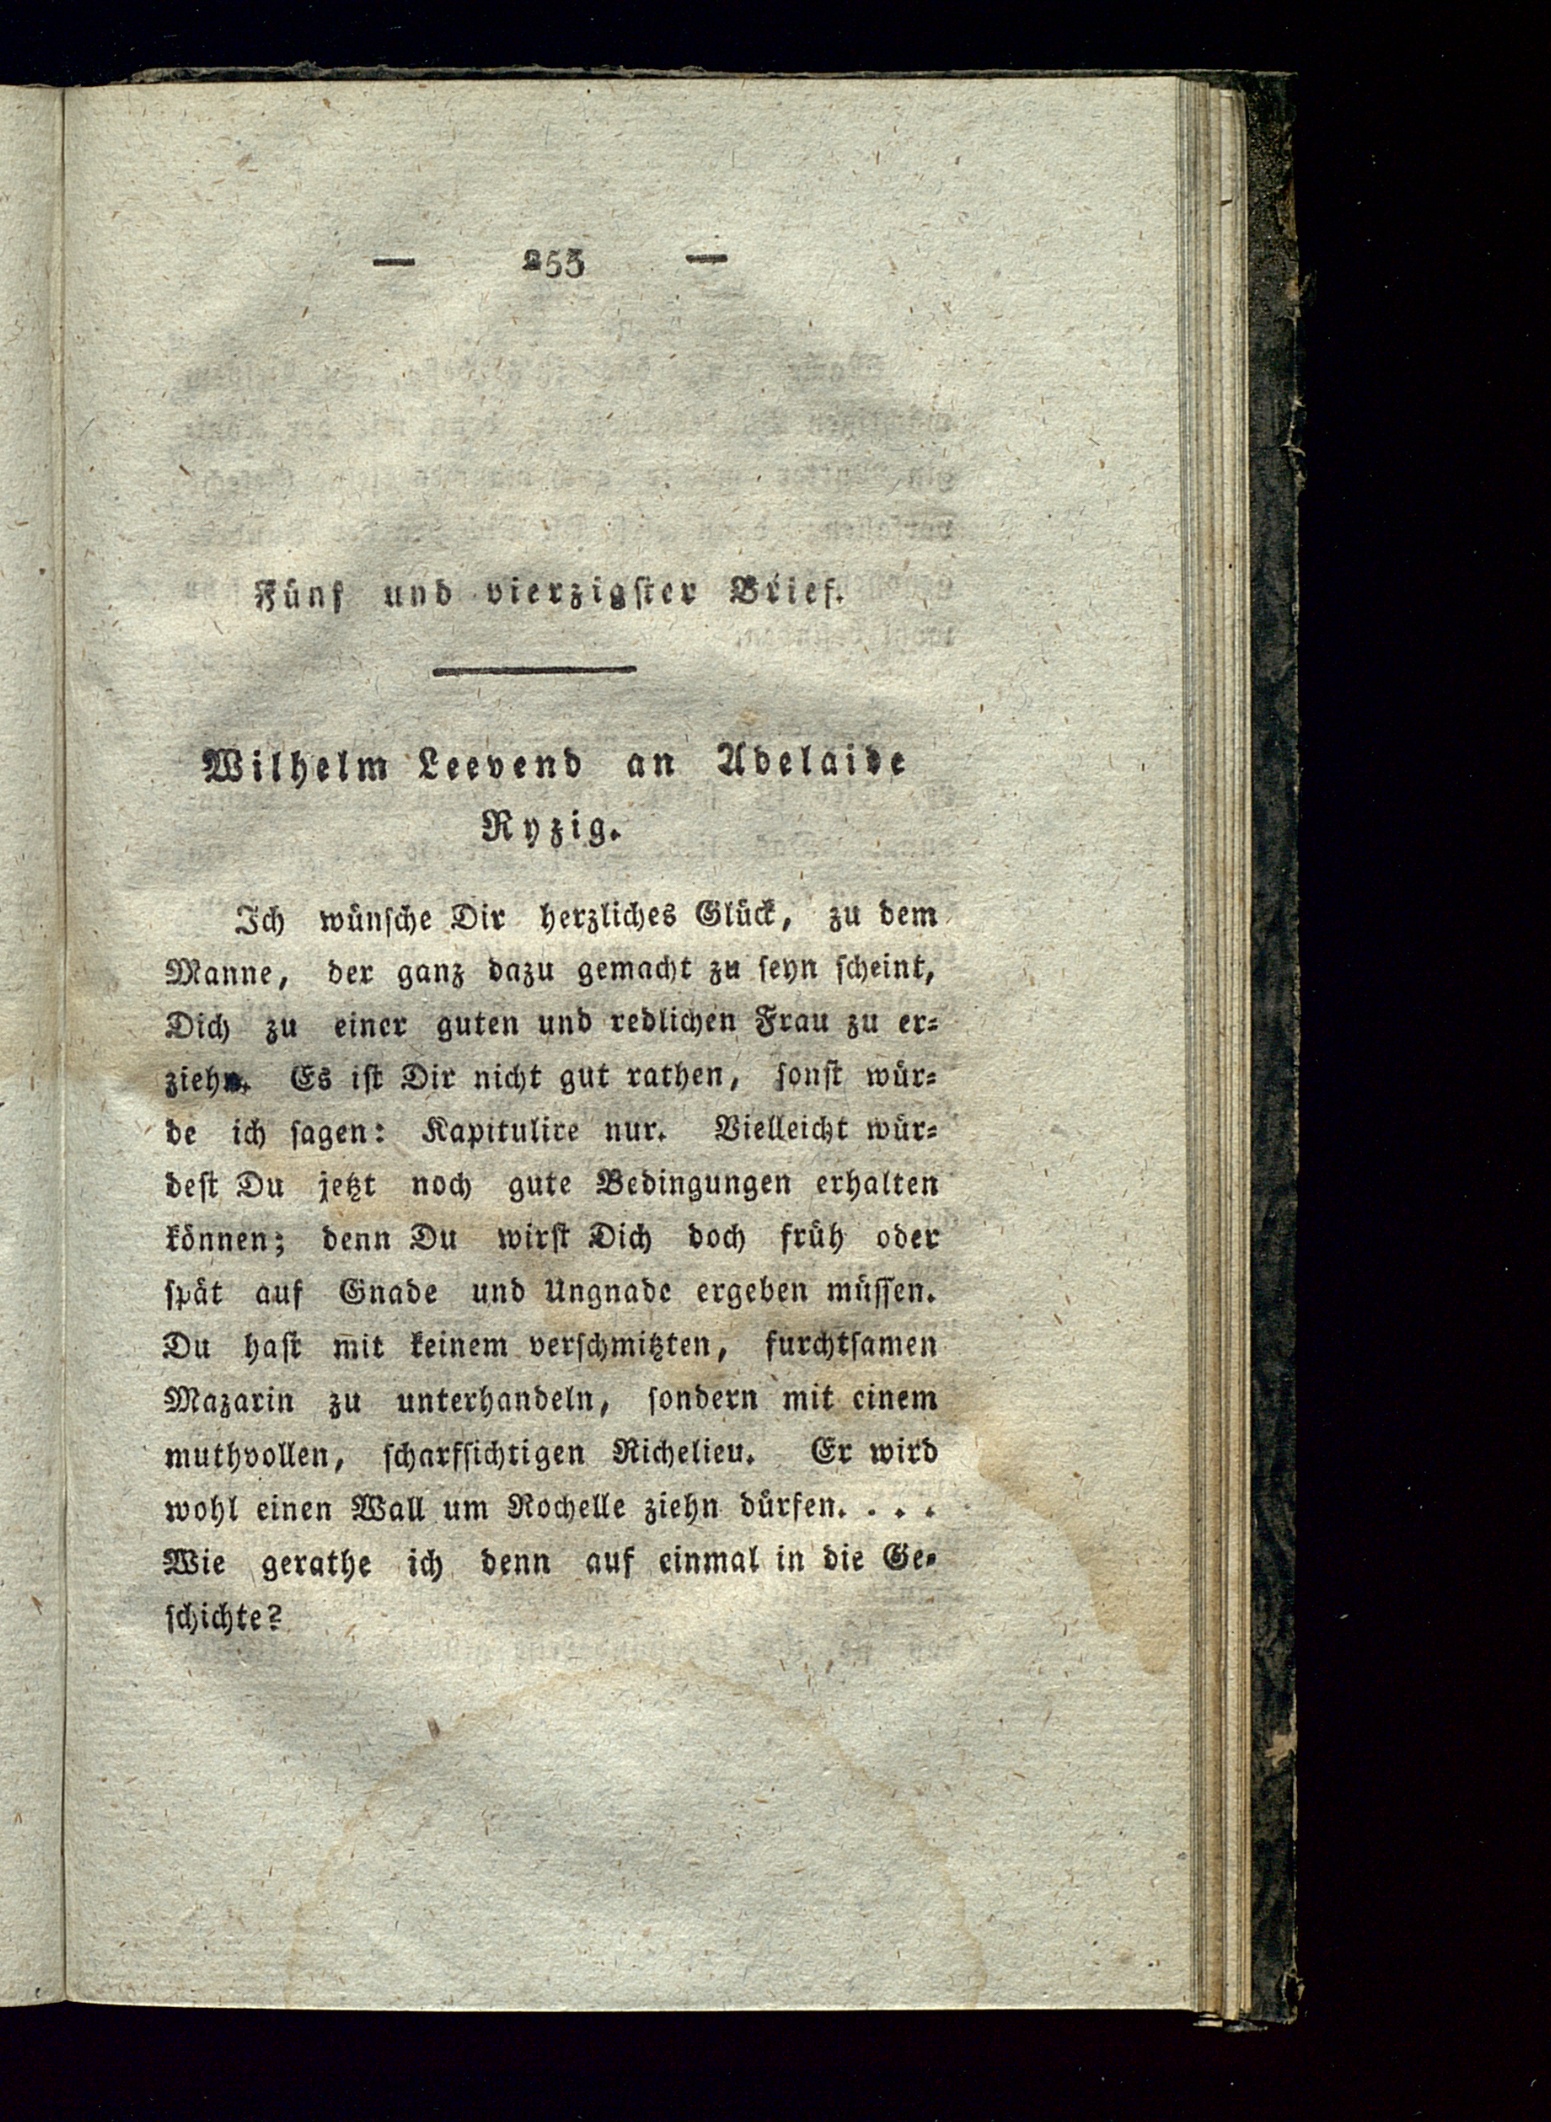 — 255 —
Fünf und vierzigster Brief.
Wilhelm Leevend an Adelaide
Ryzig.
Ich wünsche Dir herzliches Glück, zu dem
Manne, der ganz dazu gemacht zu seyn scheint,
Dich zu einer guten und redlichen Frau zu er=
ziehn. Es ist Dir nicht gut rathen, sonst wür=
de ich sagen: Kapitulire nur. Vielleicht wür=
dest Du jetzt noch gute Bedingungen erhalten
können; denn Du wirst Dich doch früh oder
spät auf Gnade und Ungnade ergeben müssen.
Du hast mit keinem verschmitzten, furchtsamen
Mazarin zu unterhandeln, sondern mit einem
muthvollen, scharfsichtigen Richelieu. Er wird
wohl einen Wall um Rochelle ziehn dürfen. . . .
Wie gerathe ich denn auf einmal in die Ge=
schichte?